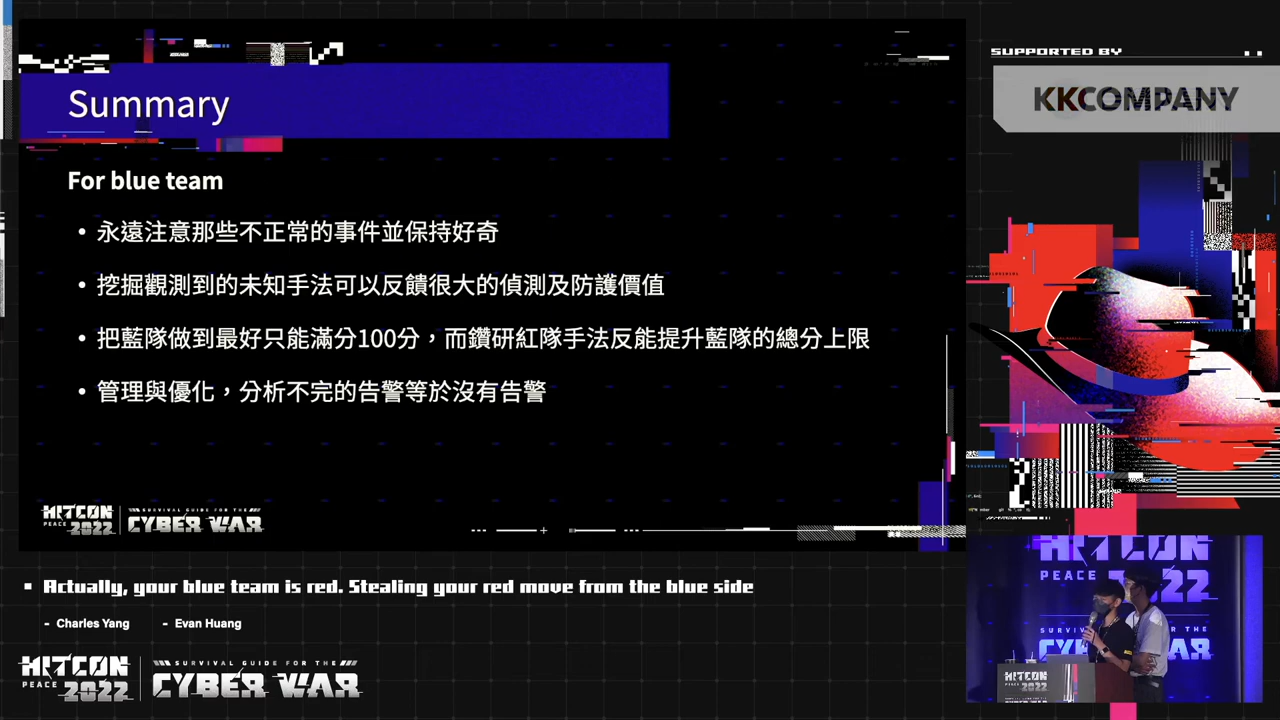 Summary
For blue team
• 永遠注意那些不正常的事件並保持好奇
• 挖掘觀測到的未知手法可以反饋很大的偵測及防護價值
• 把藍隊做到最好只能滿分100分，而鑽研紅隊手法反能提升藍隊的總分上限
• 管理與優化，分析不完的告警等於沒有告警
HITCON PEACE 2022
SURVIVAL GUIDE FOR THE
CYBER WAR
SUPPORTED BY
KKCOMPANY
Actually, your blue team is red. Stealing your red move from the blue side
- Charles Yang - Evan Huang
HITCON PEACE 2022
SURVIVAL GUIDE FOR THE
CYBER WAR
HITCON
PEACE 2022
HITCON
PEACE 2022